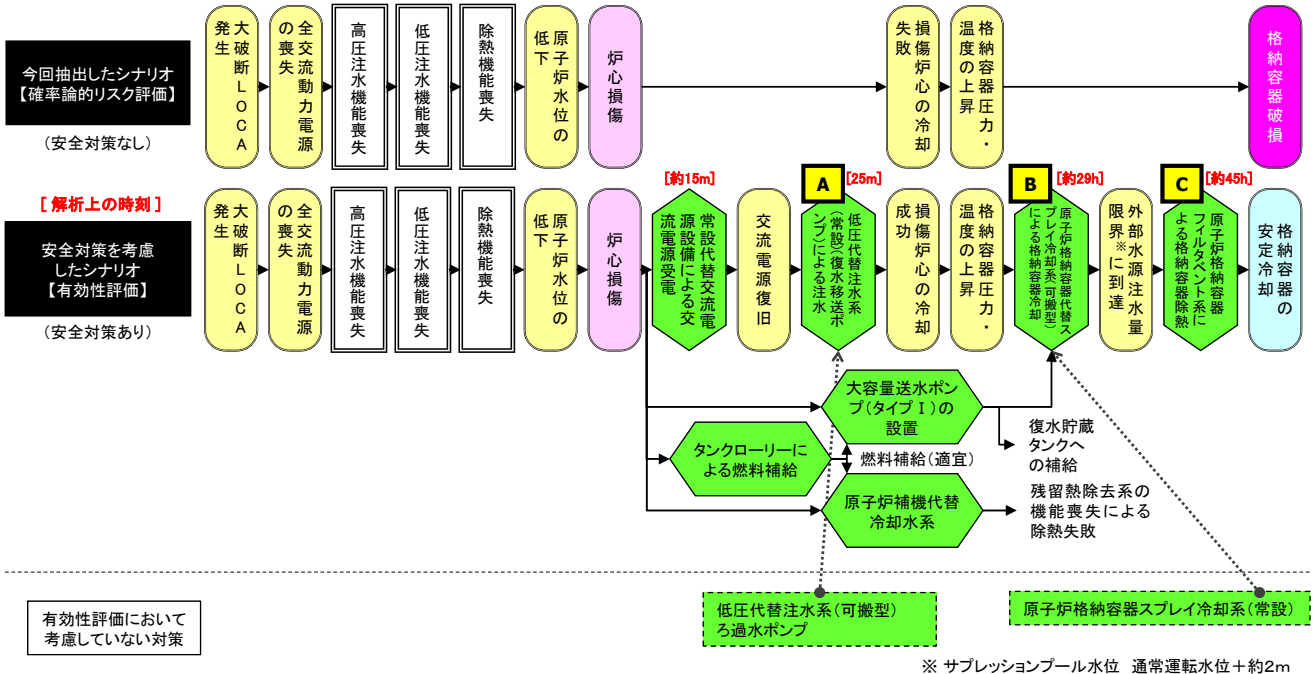 今回抽出したシナリオ
【確率論的リスク評価】
(安全対策なし)
大破断LOCA
発生
全交流動力電源
の喪失
高圧注水機能喪失
低圧注水機能喪失
除熱機能喪失
原子炉水位の
低下
炉心損傷
損傷炉心の冷却
失敗
格納容器圧力・
温度の上昇
格納容器破損
[ 解析上の時刻 ]
安全対策を考慮
したシナリオ
【有効性評価】
(安全対策あり)
大破断LOCA
発生
全交流動力電源
の喪失
高圧注水機能喪失
低圧注水機能喪失
除熱機能喪失
原子炉水位の
低下
炉心損傷
[約15m]
常設代替交流電
源設備による交
流電源受電
交流電源復旧
A
[25m]
低圧代替注水系
(常設)(復水移送ポ
ンプ)による注水
損傷炉心の冷却
成功
格納容器圧力・
温度の上昇
B
[約29h]
原子炉格納容器代替ス
プレイ冷却系(可搬型)
による格納容器冷却
外部水源注水量
限界※に到達
C
[約45h]
原子炉格納容器
フィルタベント系に
よる格納容器除熱
格納容器の
安定冷却
大容量送水ポン
プ(タイプⅠ)の
設置
復水貯蔵
タンクへ
の補給
タンクローリーに
よる燃料補給
燃料補給(適宜)
原子炉補機代替
冷却水系
残留熱除去系の
機能喪失による
除熱失敗
有効性評価において
考慮していない対策
低圧代替注水系(可搬型)
ろ過水ポンプ
原子炉格納容器スプレイ冷却系(常設)
※ サプレッションプール水位 通常運転水位+約2m